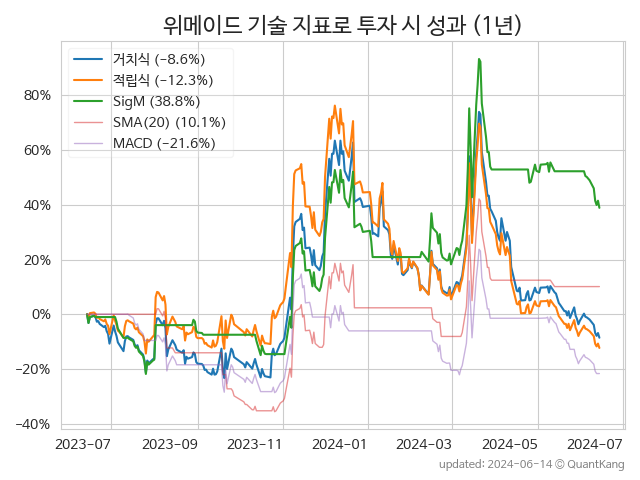 위메이드 기술 지표로 투자 시 성과 (1년)
거치식 (-8.6%)
적립식 (-12.3%)
SigM (38.8%)
SMA(20) (10.1%)
MACD (-21.6%)
80%
60%
40%
20%
0%
-20%
-40%
2023-07 2023-09 2023-11 2024-01 2024-03 2024-05 2024-07
updated: 2024-06-14 © QuantKang